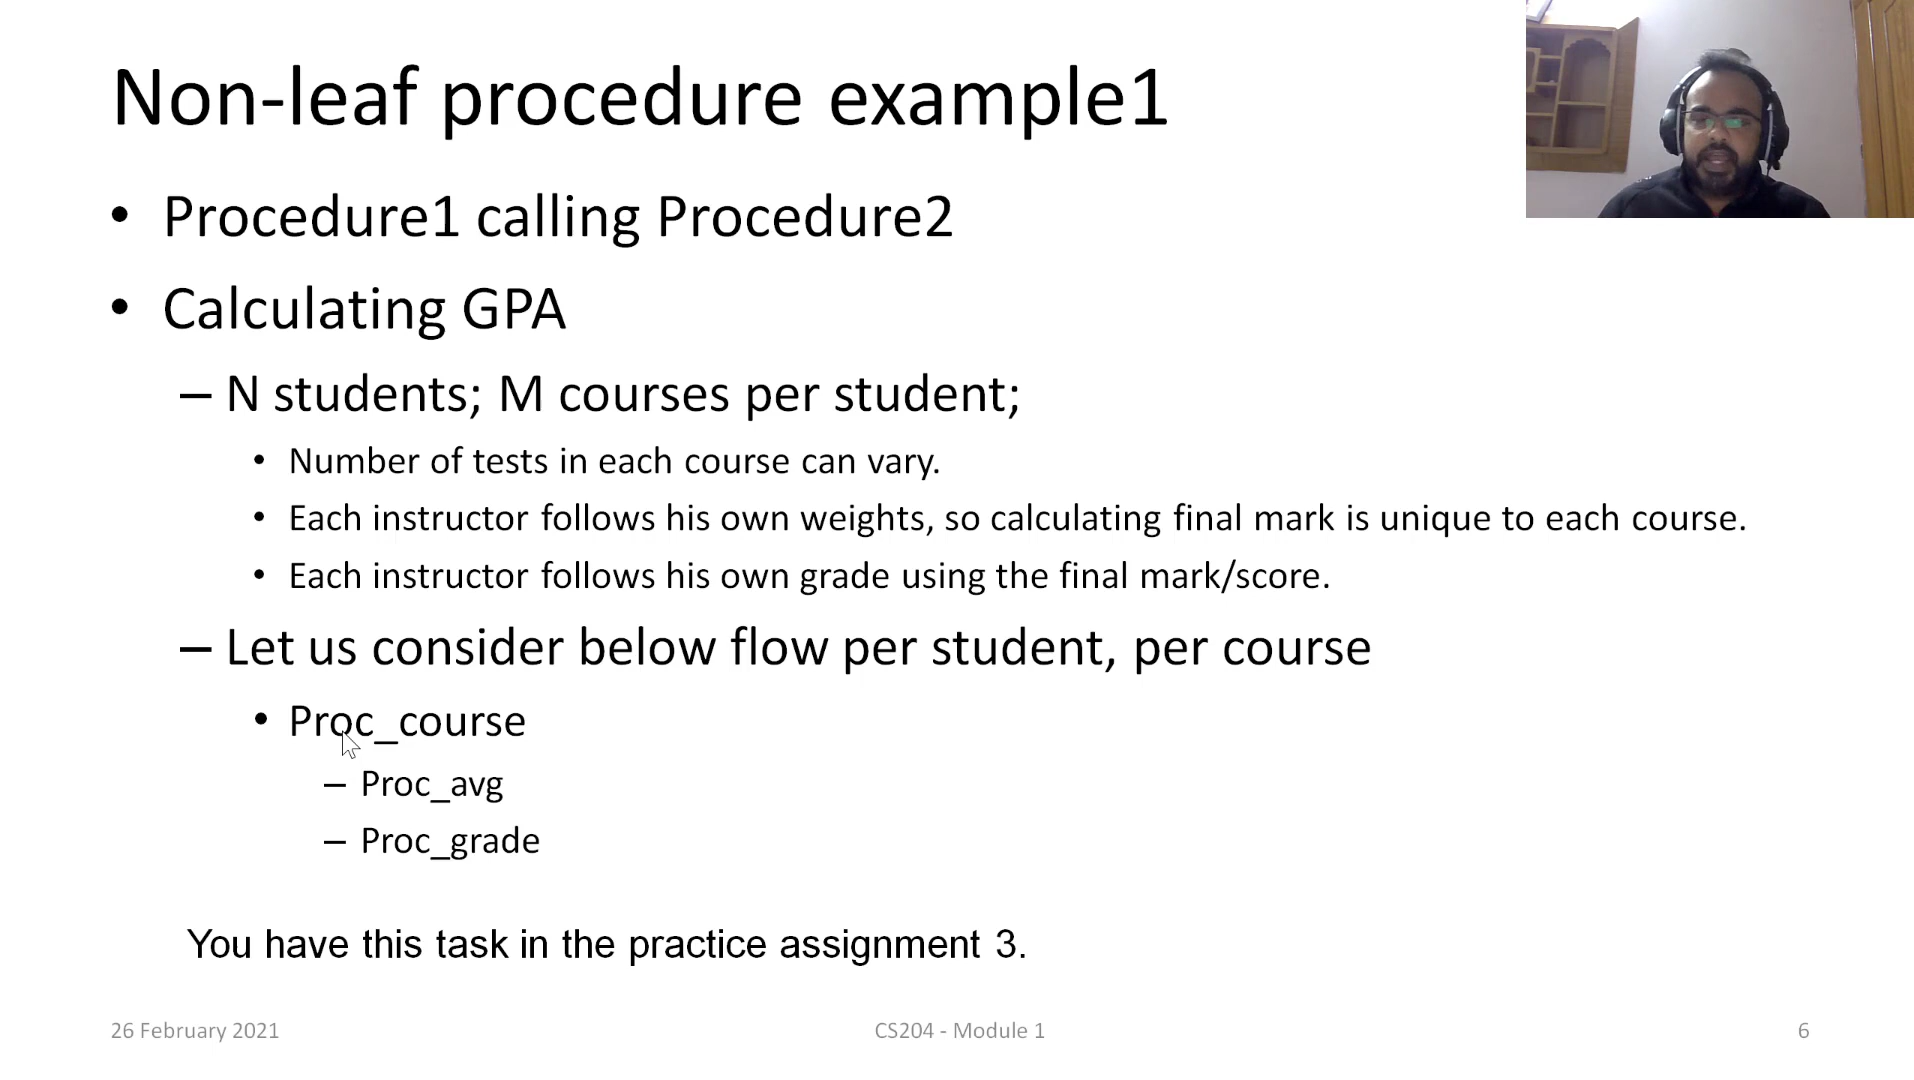 Non-leaf procedure example1
• Procedure1 calling Procedure2
• Calculating GPA
– N students; M courses per student;
• Number of tests in each course can vary.
• Each instructor follows his own weights, so calculating final mark is unique to each course.
• Each instructor follows his own grade using the final mark/score.
– Let us consider below flow per student, per course
• Proc_course
– Proc_avg
– Proc_grade
You have this task in the practice assignment 3.
26 February 2021
CS204 - Module 1
6